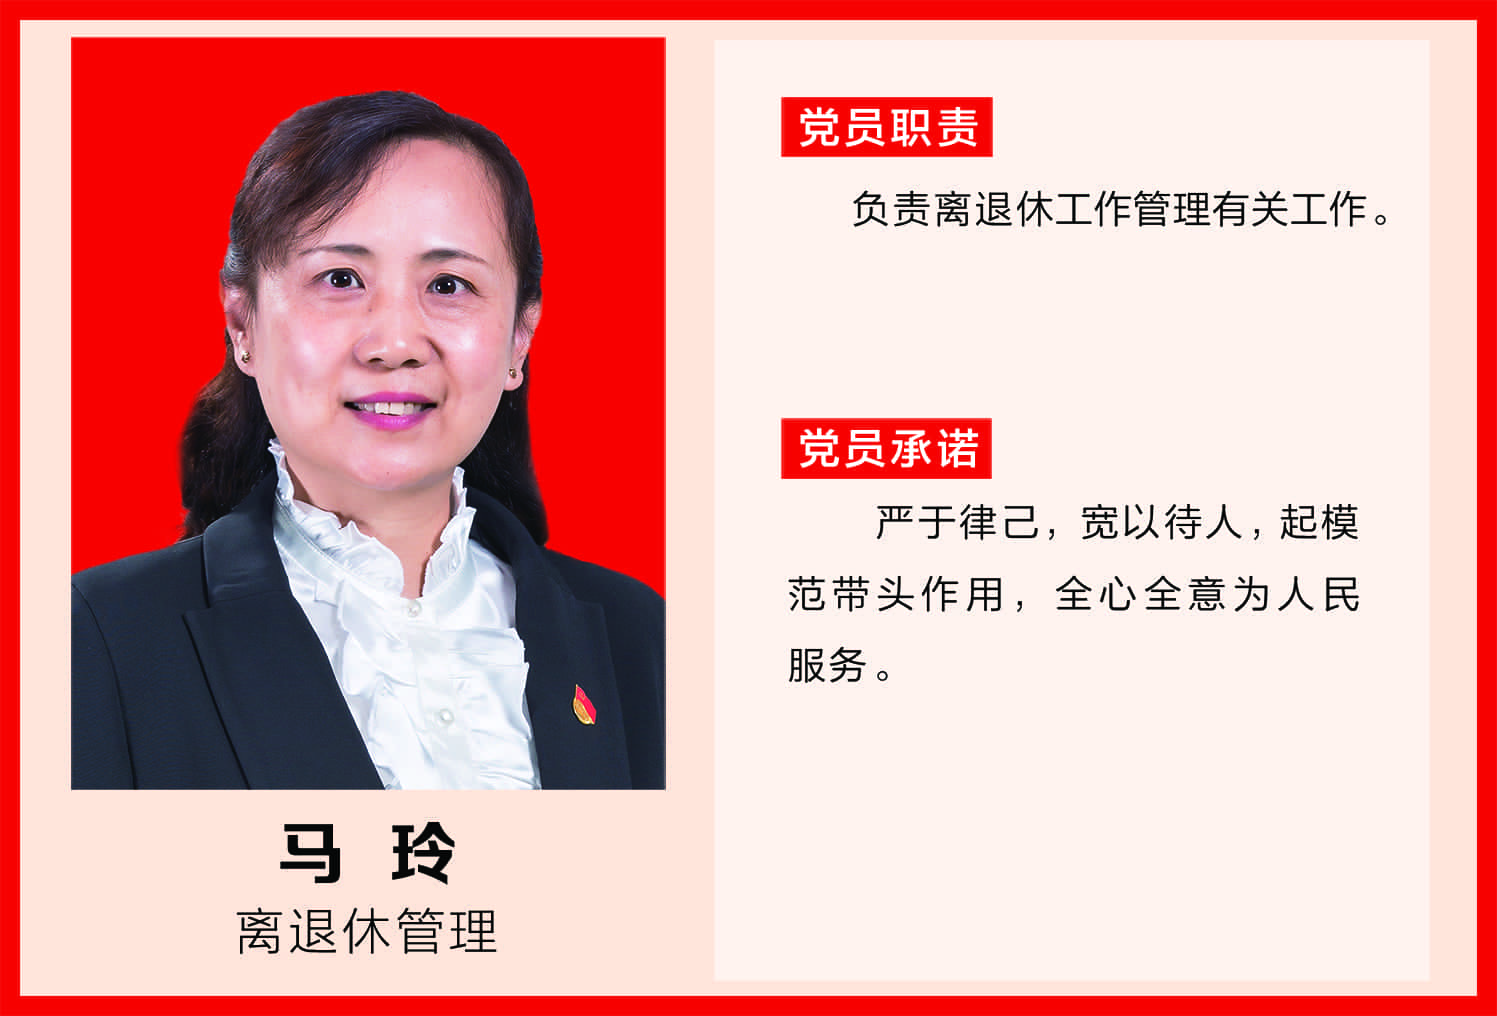 马 玲
离退休管理
党员职责
负责离退休工作管理有关工作。
党员承诺
严于律己，宽以待人，起模
范带头作用，全心全意为人民
服务。